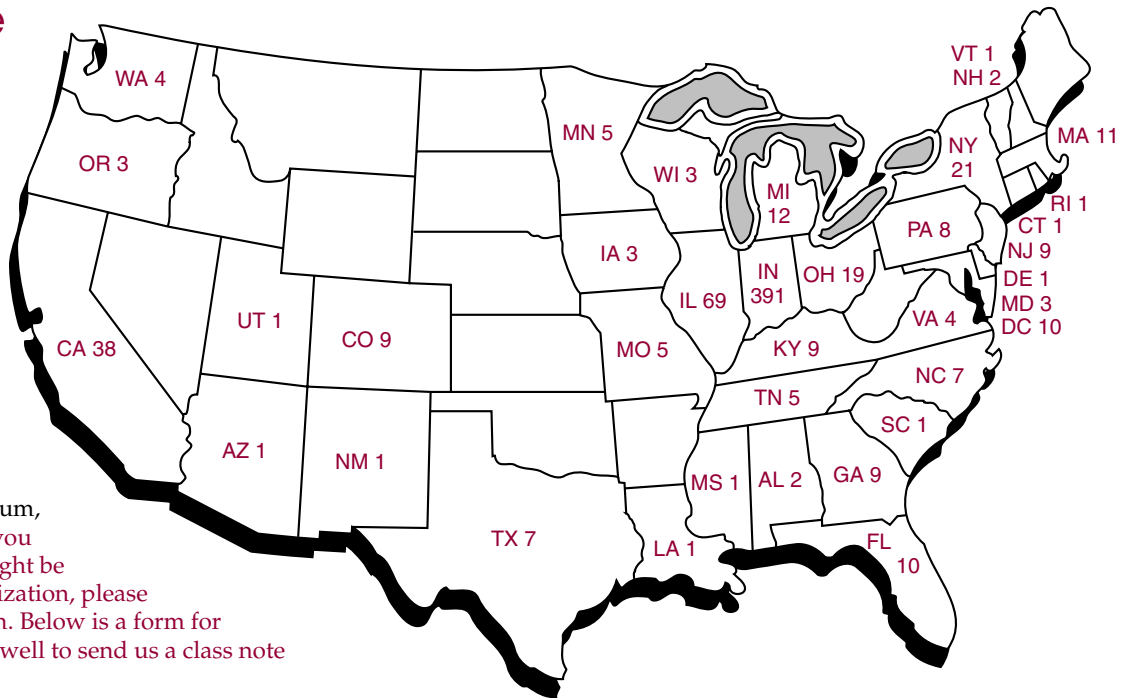 e
VT 1
NH 2
WA 4
MN 5
MA 11
NY
21
OR 3
WI 3
MI
12
RI 1
CT 1
PA 8
NJ 9
IA 3
IN
391
OH 19
DE 1
IL 69
MD 3
UT 1
VA 4
DC 10
CO 9
CA 38
MO 5
KY 9
NC 7
TN 5
SC 1
AZ 1
NM 1
MS 1
AL 2
GA 9
um,
you
TX 7
LA 1
FL
10
ght be
ization, please
n. Below is a form for
well to send us a class note